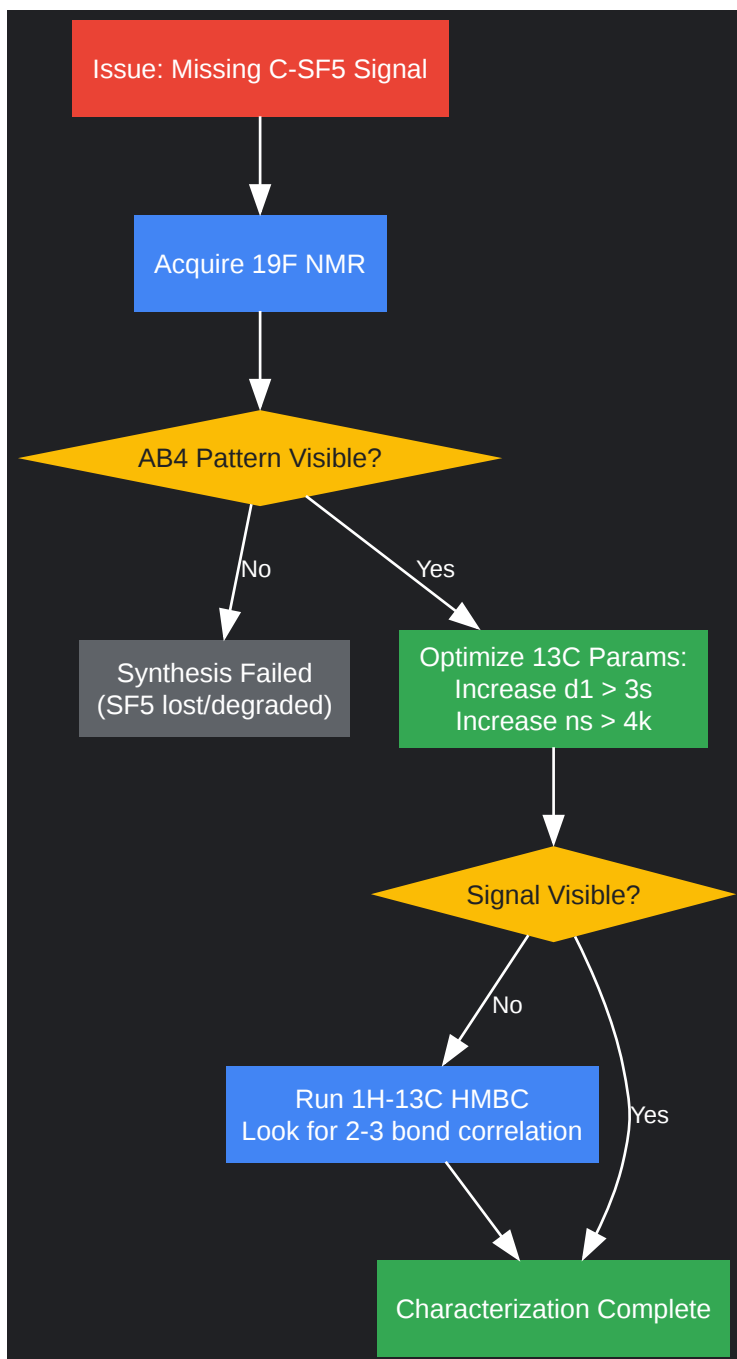 Issue: Missing C-SF5 Signal
Acquire 19F NMR
AB4 Pattern Visible?
No
Yes
Synthesis Failed
(SF5 lost/degraded)
Optimize 13C Params:
Increase d1 > 3s
Increase ns > 4k
Signal Visible?
No
Yes
Run 1H-13C HMBC
Look for 2-3 bond correlation
Characterization Complete